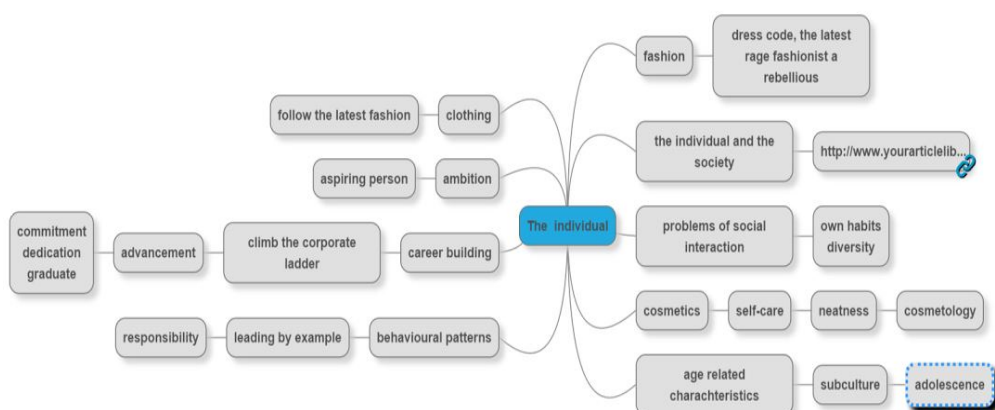 The individual
fashion
dress code, the latest
rage fashionist a
rebellious
the individual and the
society
http://www.yourarticlelib...
problems of social
interaction
own habits
diversity
cosmetics
self-care
neatness
cosmetology
age related
charachteristics
subculture
adolescence
clothing
follow the latest fashion
ambition
aspiring person
career building
climb the corporate
ladder
advancement
commitment
dedication
graduate
behavioural patterns
leading by example
responsibility